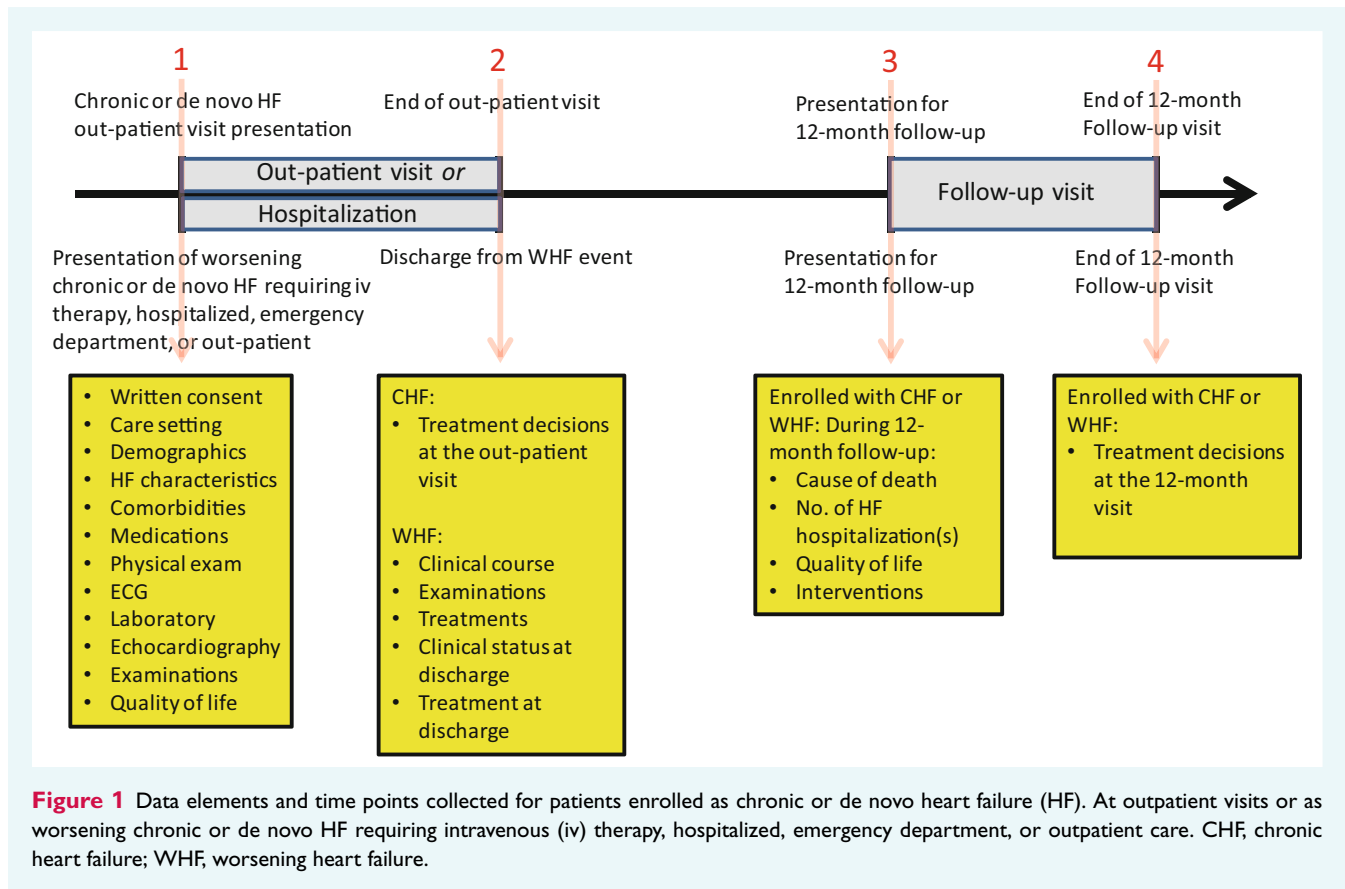 1
2
3
4
Chronic or de novo HF
out-patient visit presentation
End of out-patient visit
Presentation for
12-month follow-up
End of 12-month
Follow-up visit
Out-patient visit or
Hospitalization
Follow-up visit
Presentation of worsening
chronic or de novo HF requiring iv
therapy, hospitalized, emergency
department, or out-patient
Discharge from WHF event
Presentation for
12-month follow-up
End of 12-month
Follow-up visit
• Written consent
• Care setting
• Demographics
• HF characteristics
• Comorbidities
• Medications
• Physical exam
• ECG
• Laboratory
• Echocardiography
• Examinations
• Quality of life
CHF:
• Treatment decisions
at the out-patient
visit
WHF:
• Clinical course
• Examinations
• Treatments
• Clinical status at
discharge
• Treatment at
discharge
Enrolled with CHF or
WHF: During 12-
month follow-up:
• Cause of death
• No. of HF
hospitalization(s)
• Quality of life
• Interventions
Enrolled with CHF or
WHF:
• Treatment decisions
at the 12-month
visit
Figure 1 Data elements and time points collected for patients enrolled as chronic or de novo heart failure (HF). At outpatient visits or as
worsening chronic or de novo HF requiring intravenous (iv) therapy, hospitalized, emergency department, or outpatient care. CHF, chronic
heart failure; WHF, worsening heart failure.